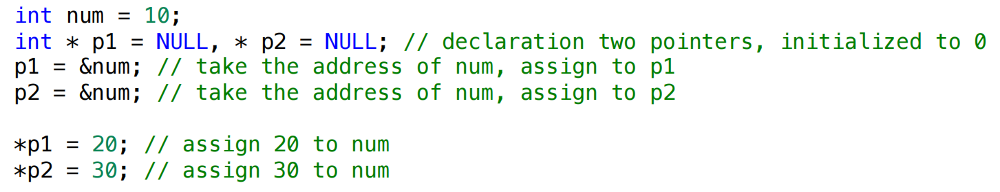 int num = 10;
int * p1 = NULL, * p2 = NULL; // declaration two pointers, initialized to 0
p1 = &num; // take the address of num, assign to p1
p2 = &num; // take the address of num, assign to p2
*p1 = 20; // assign 20 to num
*p2 = 30; // assign 30 to num